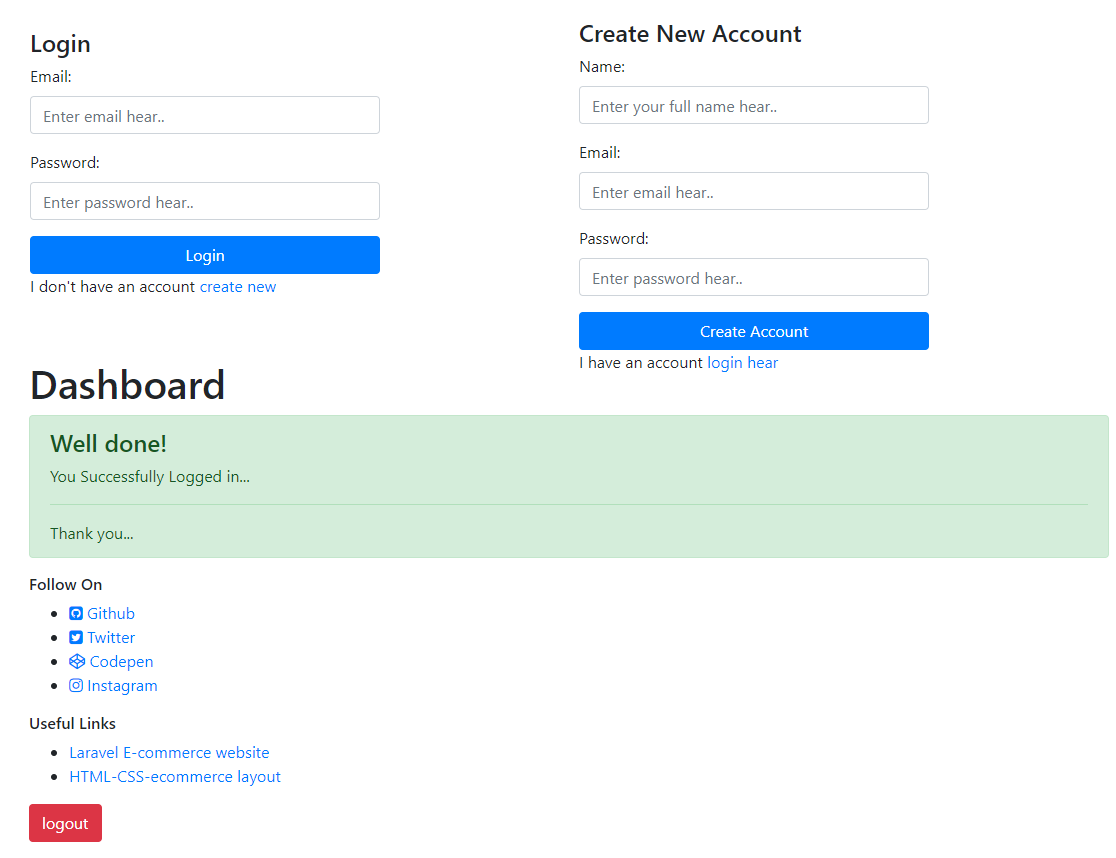 Login
Email:
Enter email hear..
Password:
Enter password hear..
Login
I don't have an account create new
Create New Account
Name:
Enter your full name hear..
Email:
Enter email hear..
Password:
Enter password hear..
Create Account
I have an account login hear
Dashboard
Well done!
You Successfully Logged in...
Thank you...
Follow On
Github
Twitter
Codepen
Instagram
Useful Links
Laravel E-commerce website
HTML-CSS-ecommerce layout
logout